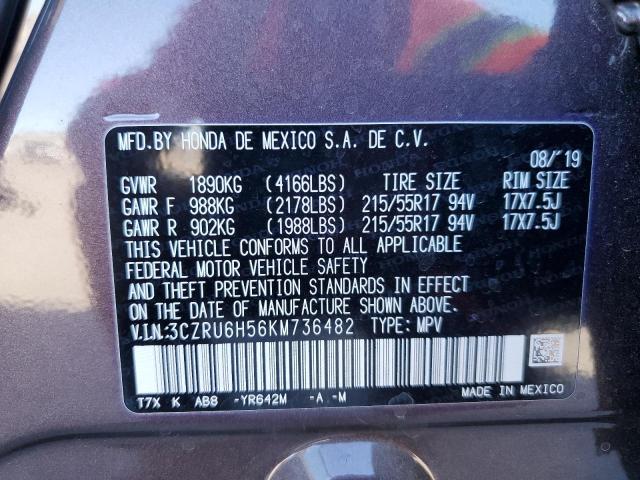 MFD.BY HONDA DE MEXICO S.A. DE C.V.
08/'19
GVWR 1890KG (4166LBS) TIRE SIZE RIM SIZE
GAWR F 988KG (2178LBS) 215/55R17 94V 17X7.5J
GAWR R 902KG (1988LBS) 215/55R17 94V 17X7.5J
THIS VEHICLE CONFORMS TO ALL APPLICABLE
FEDERAL MOTOR VEHICLE SAFETY
AND THEFT PREVENTION STANDARDS IN EFFECT
ON THE DATE OF MANUFACTURE SHOWN ABOVE.
V.I.N:3CZRU6H56KM736482 TYPE: MPV
T7X K AB8 -YR642M -A -M
MADE IN MEXICO